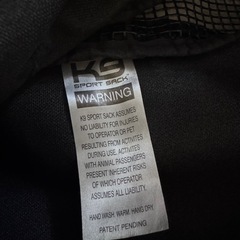 K9
SPORT SACK
WARNING
K9 SPORT SACK ASSUMES
NO LIABILITY FOR INJURIES
TO OPERATOR OR PET
RESULTING FROM ACTIVITES
DURING USE. ACTIVITES
WITH ANIMAL PASSENGERS
PRESENT INHERENT RISKS
OF WHICH OPERATOR
ASSUMES ALL LIABILITY.
HAND WASH WARM HANG DRY
PATENT PENDING